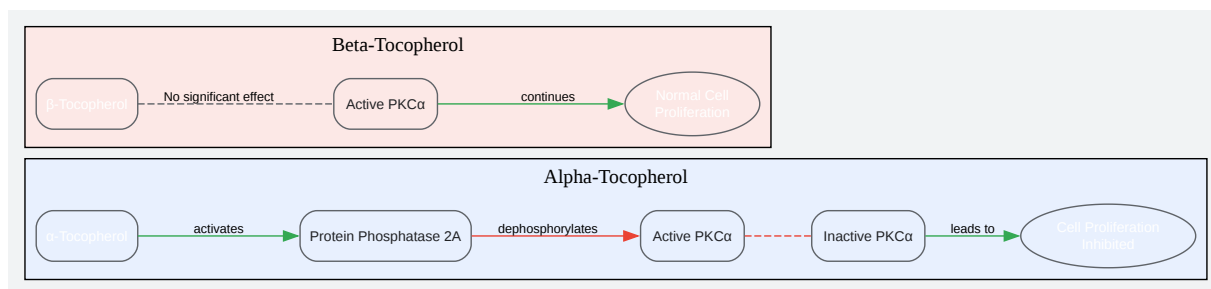 Beta-Tocopherol
β-Tocopherol
No significant effect
Active PKCα
continues
Normal Cell
Proliferation
Alpha-Tocopherol
α-Tocopherol
activates
Protein Phosphatase 2A
dephosphorylates
Active PKCα
Inactive PKCα
leads to
Cell Proliferation
Inhibited